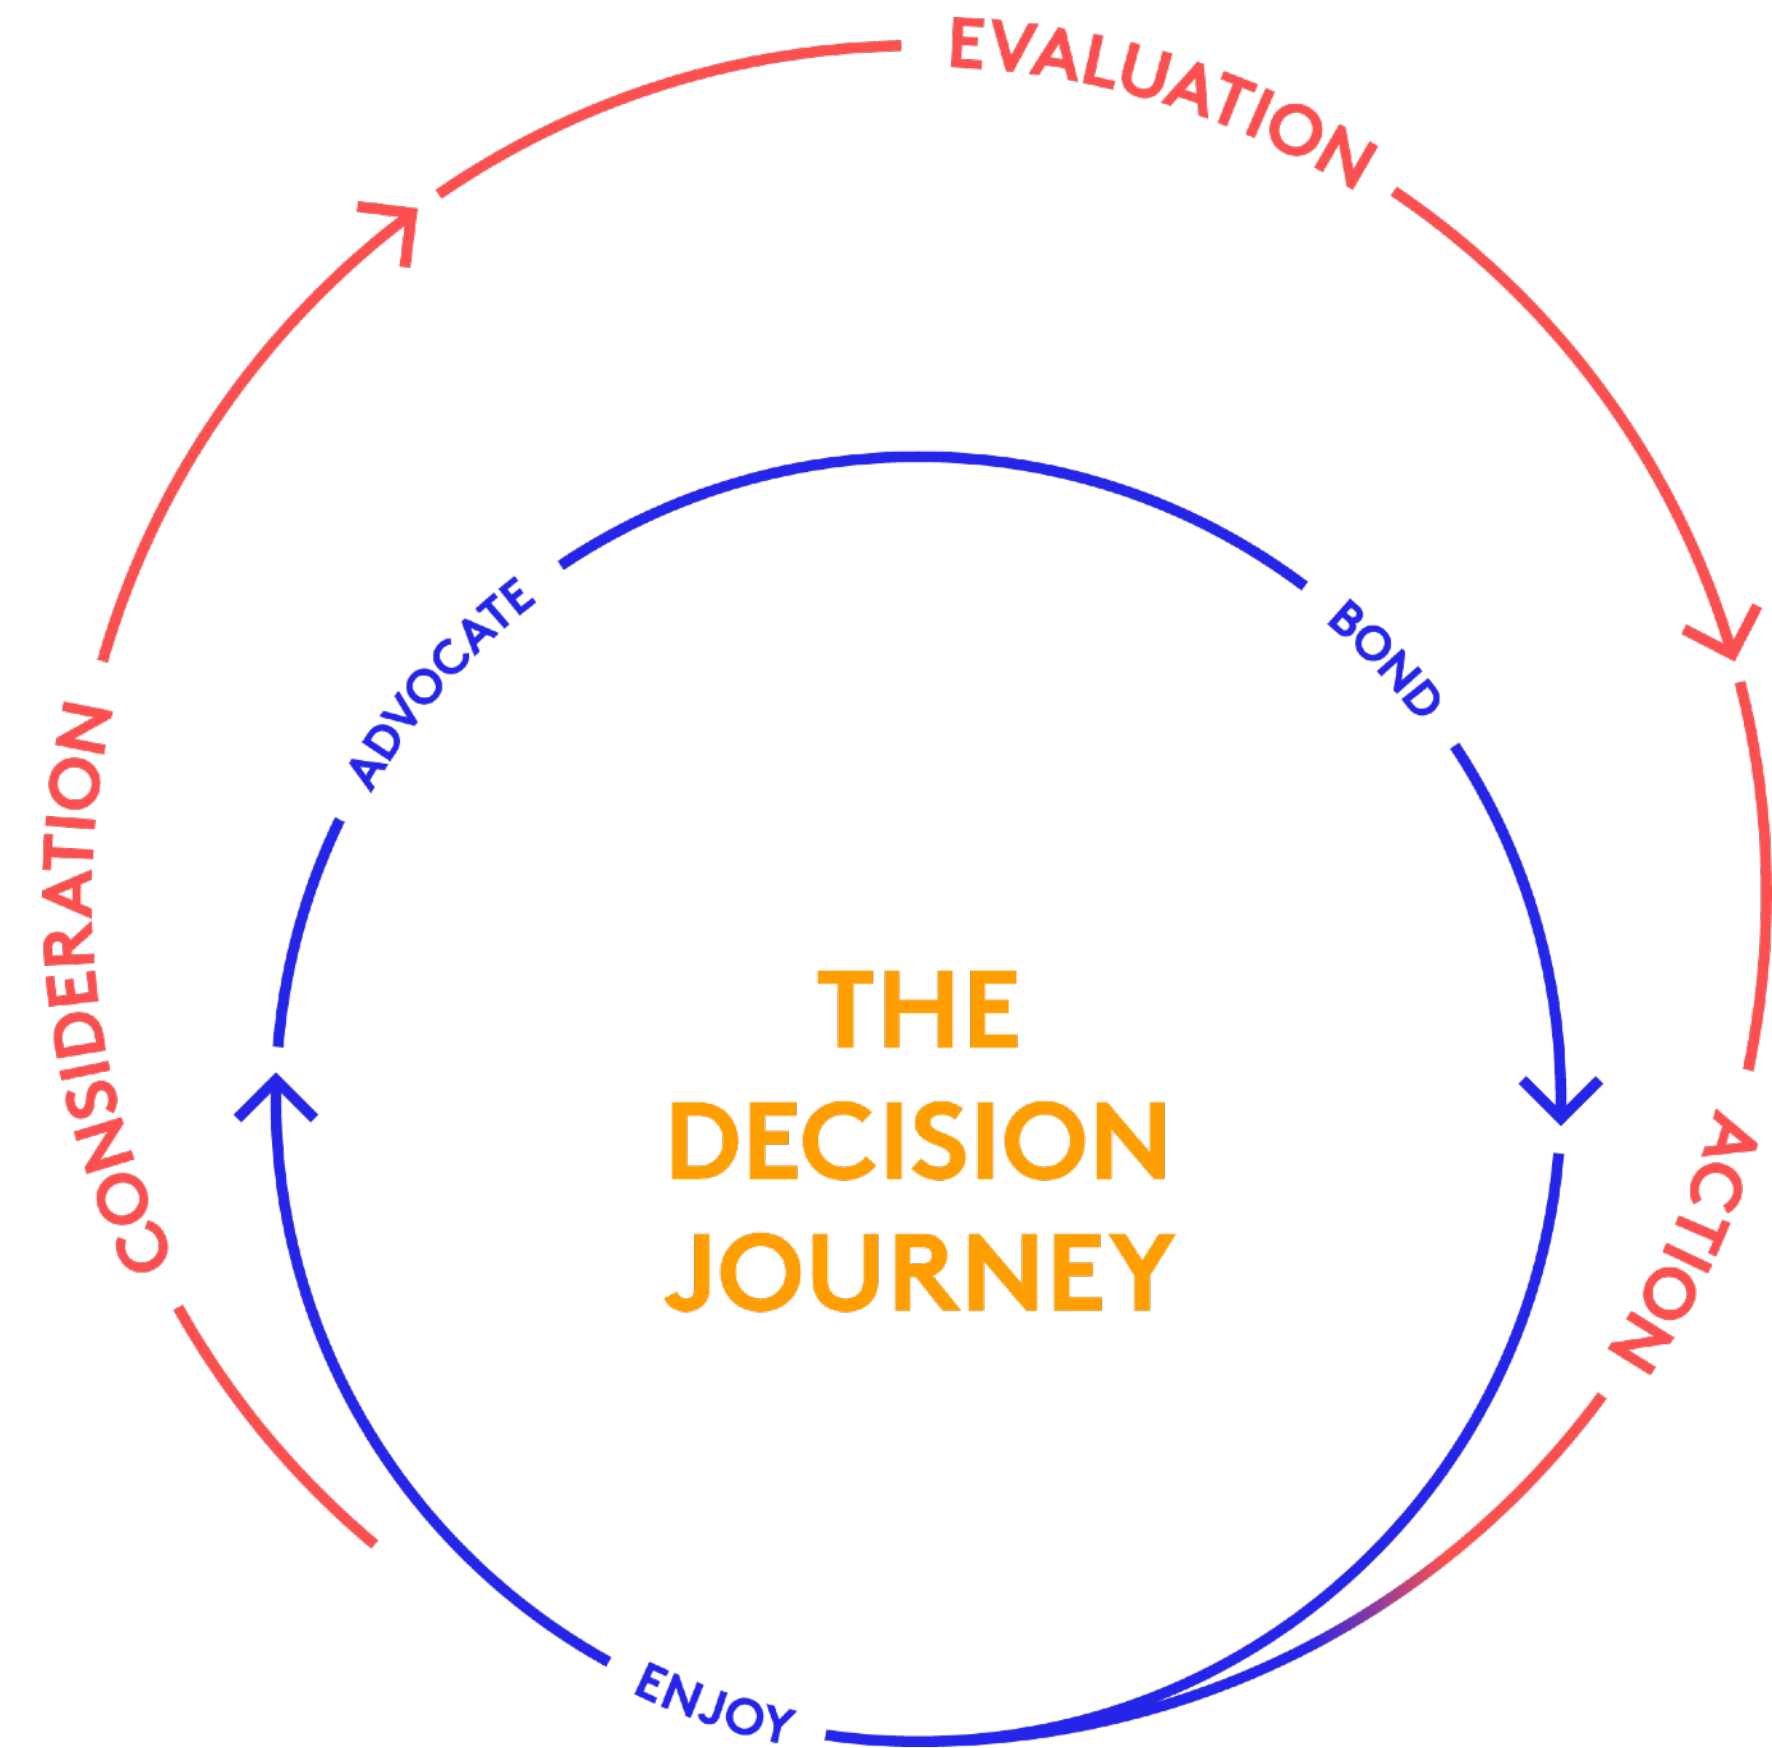 EVALUATION
CONSIDERATION
ADVOCATE
BOND
THE
DECISION
JOURNEY
ACTION
ENJOY